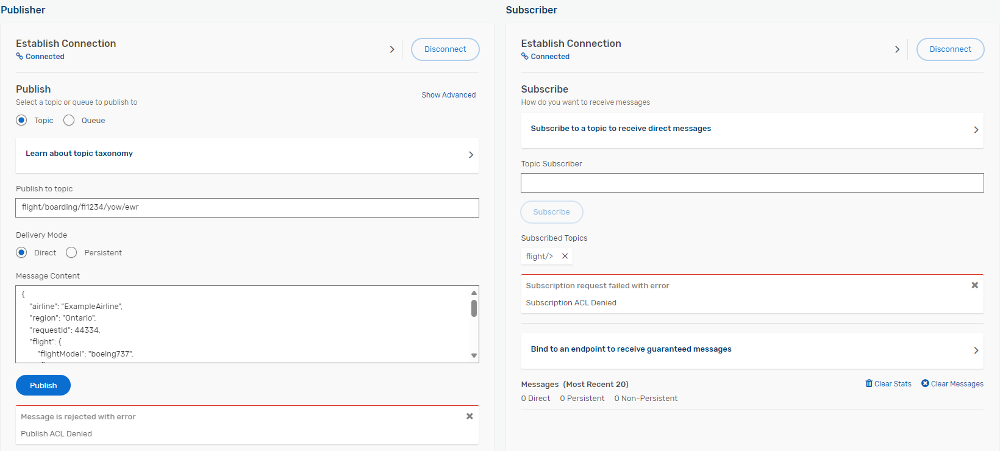 Publisher
Establish Connection
Connected
Disconnect
Publish
Select a topic or queue to publish to
Show Advanced
Topic
Queue
Learn about topic taxonomy
Publish to topic
flight/boarding/fl1234/yow/ewr
Delivery Mode
Direct
Persistent
Message Content
{
"airline": "ExampleAirline",
"region": "Ontario",
"requestId": 44334,
"flight": {
"flightModel": "boeing737",
Publish
Message is rejected with error
Publish ACL Denied
Subscriber
Establish Connection
Connected
Disconnect
Subscribe
How do you want to receive messages
Subscribe to a topic to receive direct messages
Topic Subscriber
Subscribe
Subscribed Topics
flight/>
Subscription request failed with error
Subscription ACL Denied
Bind to an endpoint to receive guaranteed messages
Messages (Most Recent 20)
Clear Stats
Clear Messages
0 Direct 0 Persistent 0 Non-Persistent